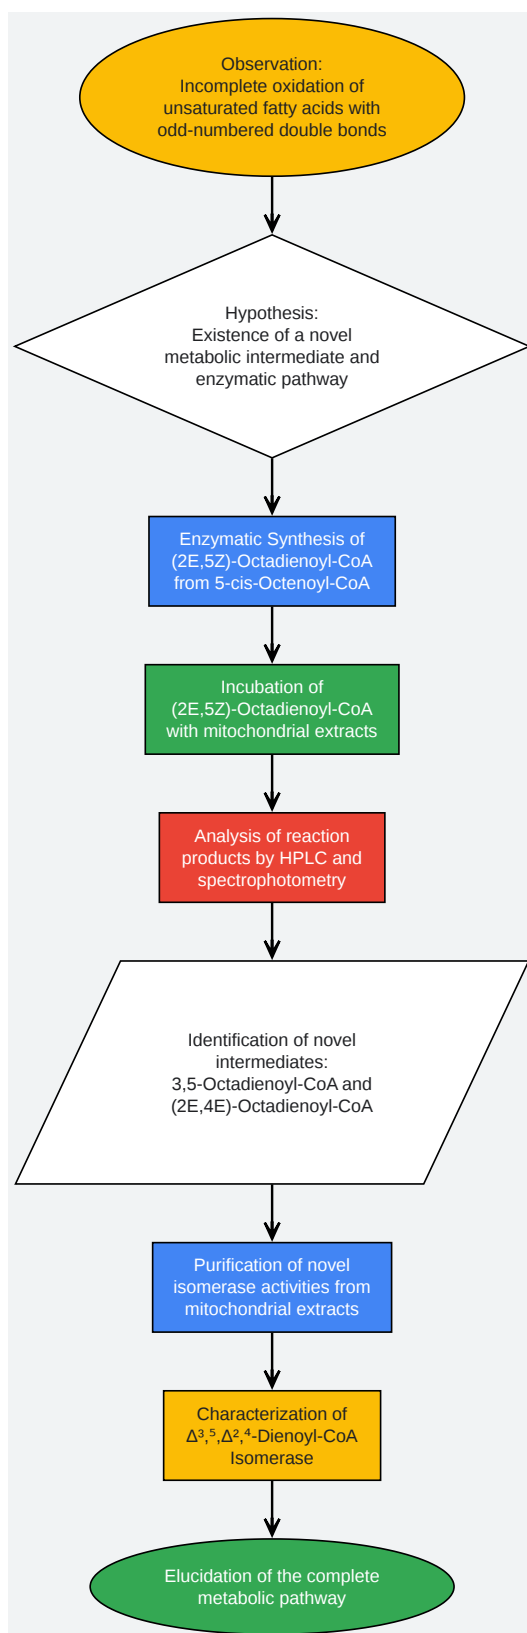 Observation:
Incomplete oxidation of
unsaturated fatty acids with
odd-numbered double bonds
Hypothesis:
Existence of a novel
metabolic intermediate and
enzymatic pathway
Enzymatic Synthesis of
(2E,5Z)-Octadienoyl-CoA
from 5-cis-Octenoyl-CoA
Incubation of
(2E,5Z)-Octadienoyl-CoA
with mitochondrial extracts
Analysis of reaction
products by HPLC and
spectrophotometry
Identification of novel
intermediates:
3,5-Octadienoyl-CoA and
(2E,4E)-Octadienoyl-CoA
Purification of novel
isomerase activities from
mitochondrial extracts
Characterization of
Δ³,⁵,Δ²,⁴-Dienoyl-CoA
Isomerase
Elucidation of the complete
metabolic pathway